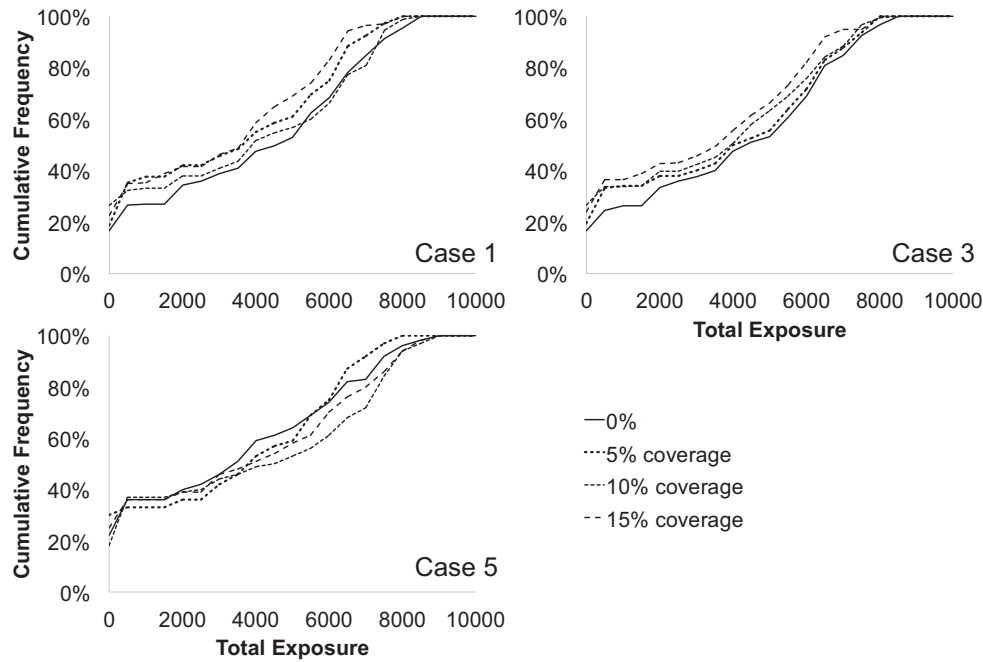 Cumulative Frequency
100%
80%
60%
40%
20%
0%
Case 1
0 2000 4000 6000 8000 10000
100%
80%
60%
40%
20%
0%
Case 3
0 2000 4000 6000 8000 10000
Total Exposure
Cumulative Frequency
100%
80%
60%
40%
20%
0%
Case 5
0 2000 4000 6000 8000 10000
Total Exposure
0%
5% coverage
10% coverage
15% coverage